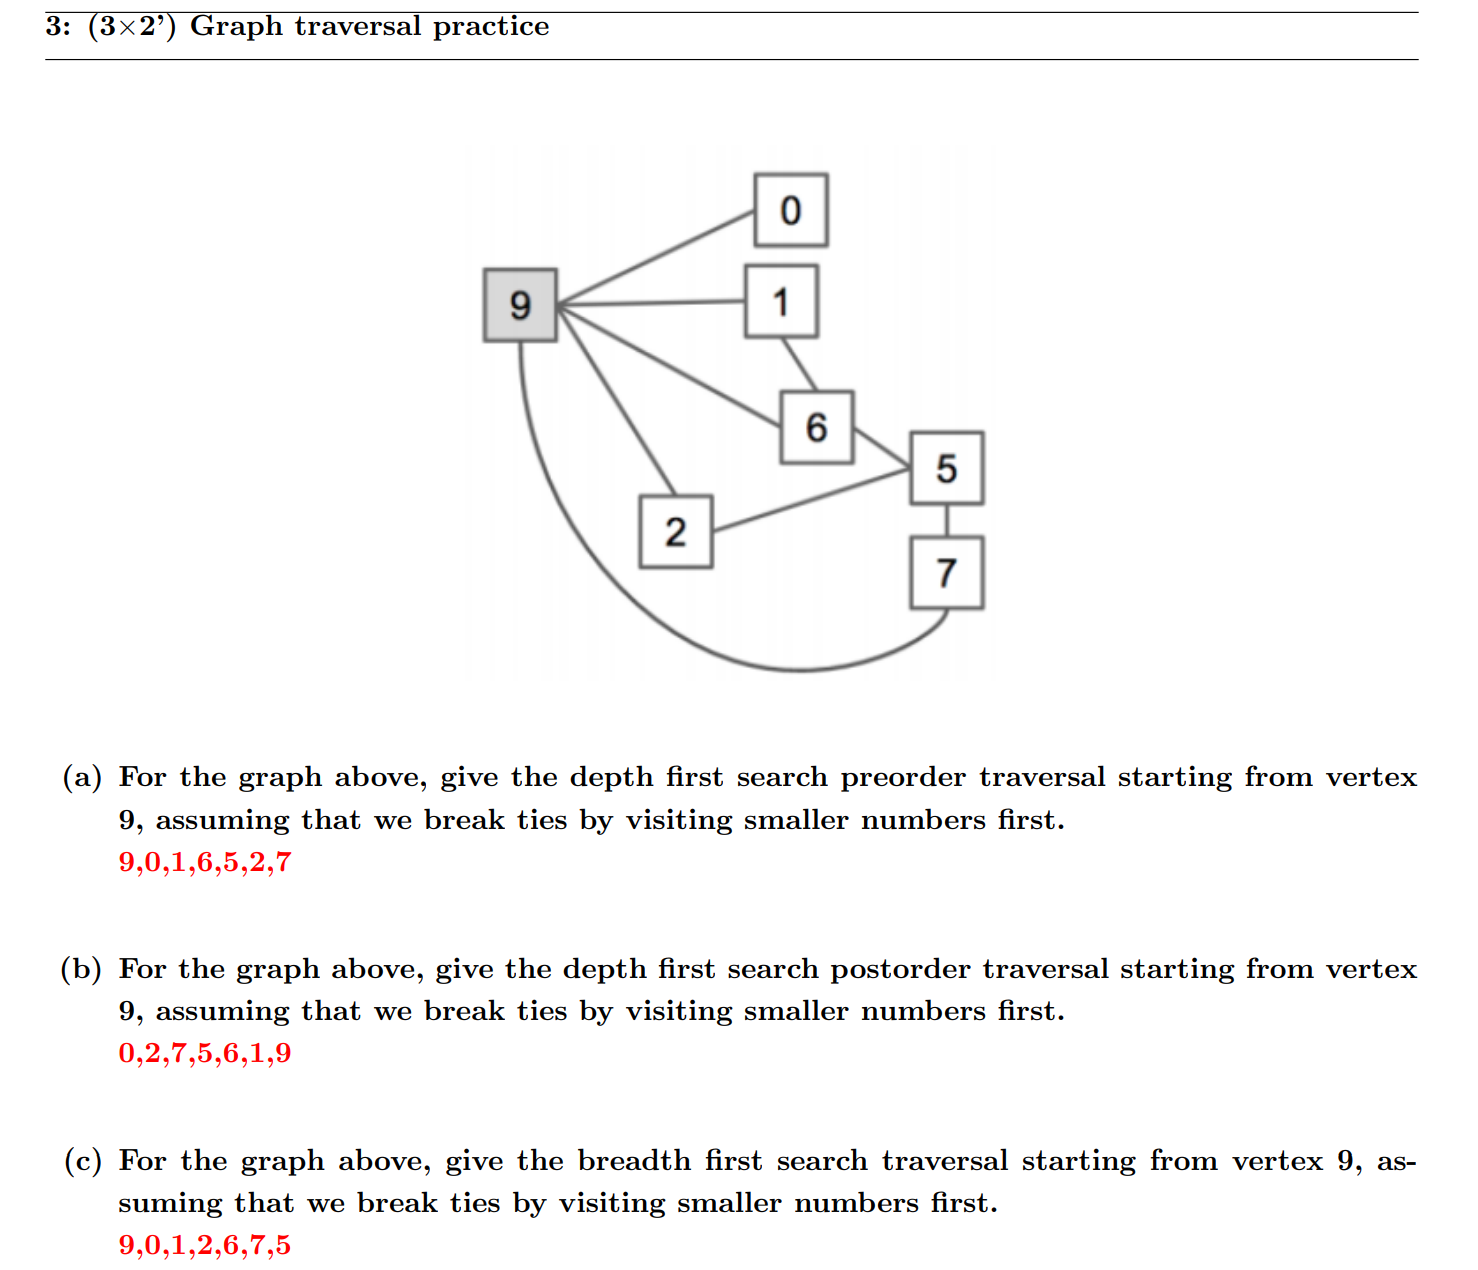 3: (3×2’) Graph traversal practice
0
9
1
6
5
2
7
(a) For the graph above, give the depth first search preorder traversal starting from vertex
9, assuming that we break ties by visiting smaller numbers first.
9,0,1,6,5,2,7
(b) For the graph above, give the depth first search postorder traversal starting from vertex
9, assuming that we break ties by visiting smaller numbers first.
0,2,7,5,6,1,9
(c) For the graph above, give the breadth first search traversal starting from vertex 9, as-
suming that we break ties by visiting smaller numbers first.
9,0,1,2,6,7,5